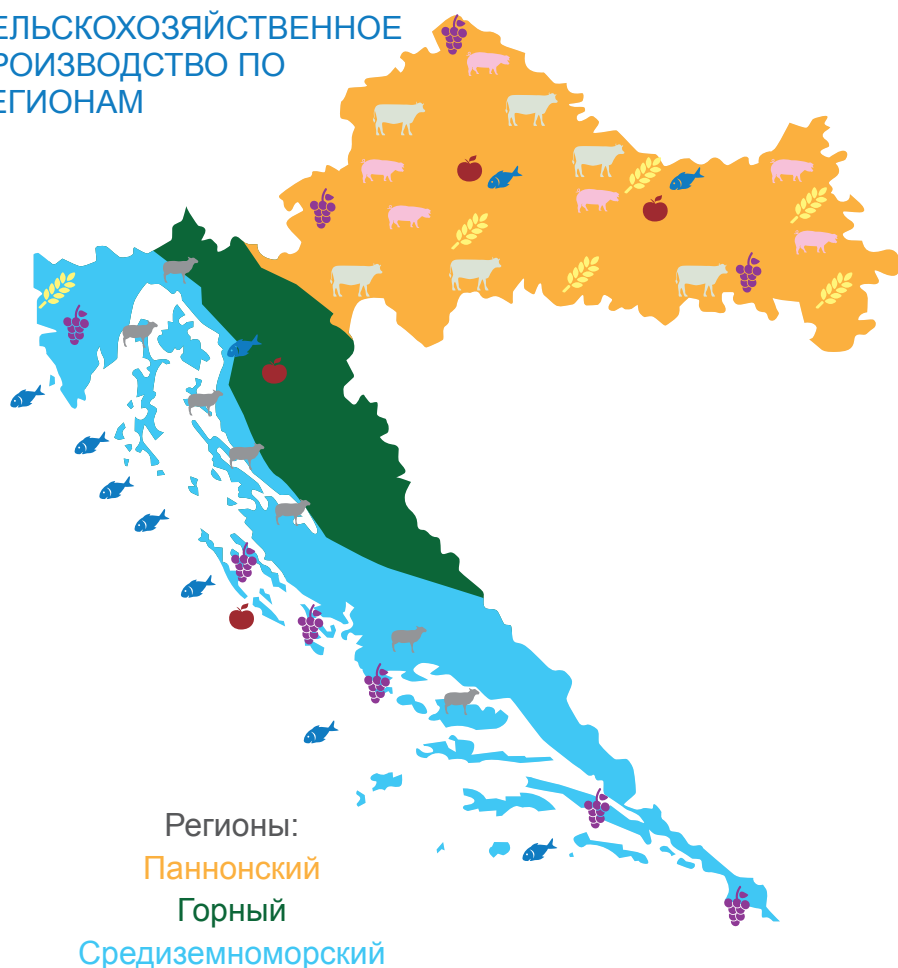 ЕЛЬСКОХОЗЯЙСТВЕННОЕ
РОИЗВОДСТВО ПО
ЕГИОНАМ
Регионы:
Паннонский
Горный
Средиземноморский